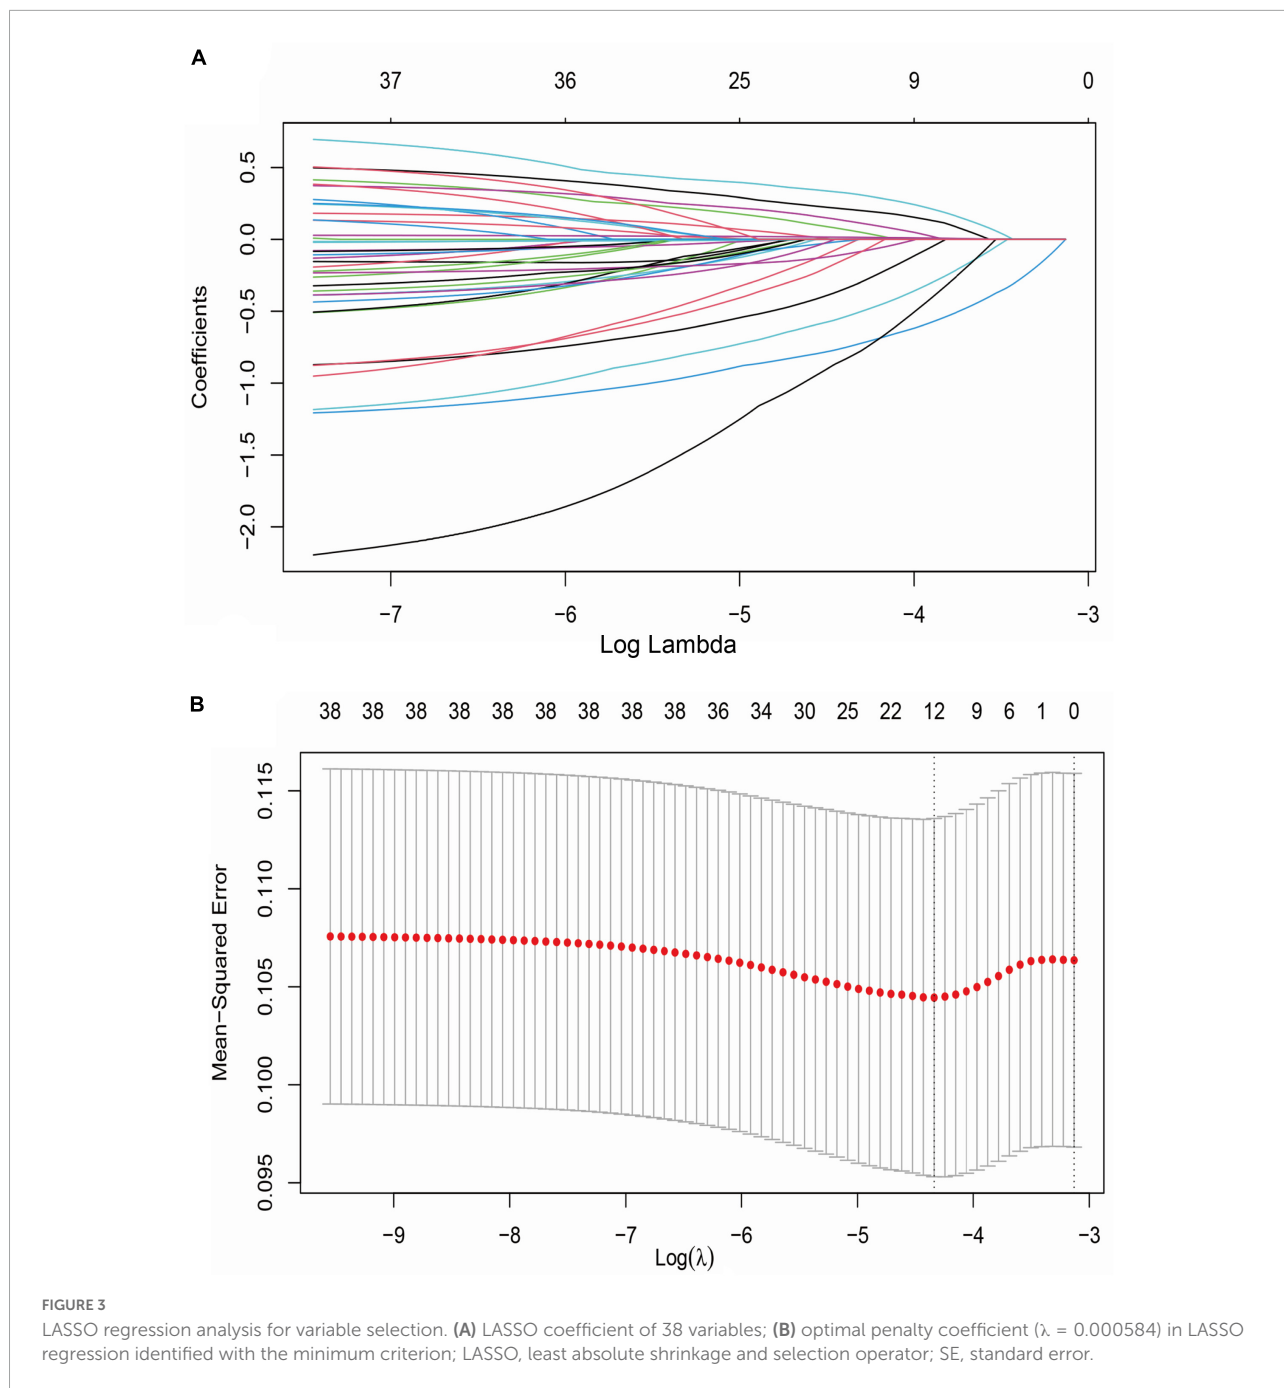 A
37 36 25 9 0
0.5
0.0
−0.5
−1.0
−1.5
−2.0
Coefficients
−7 −6 −5 −4 −3
Log Lambda
B
38 38 38 38 38 38 38 38 38 36 34 30 25 22 12 9 6 1 0
0.115
0.110
0.105
0.100
0.095
Mean−Squared Error
−9 −8 −7 −6 −5 −4 −3
Log(λ)
FIGURE 3
LASSO regression analysis for variable selection. (A) LASSO coefficient of 38 variables; (B) optimal penalty coefficient (λ = 0.000584) in LASSO
regression identified with the minimum criterion; LASSO, least absolute shrinkage and selection operator; SE, standard error.